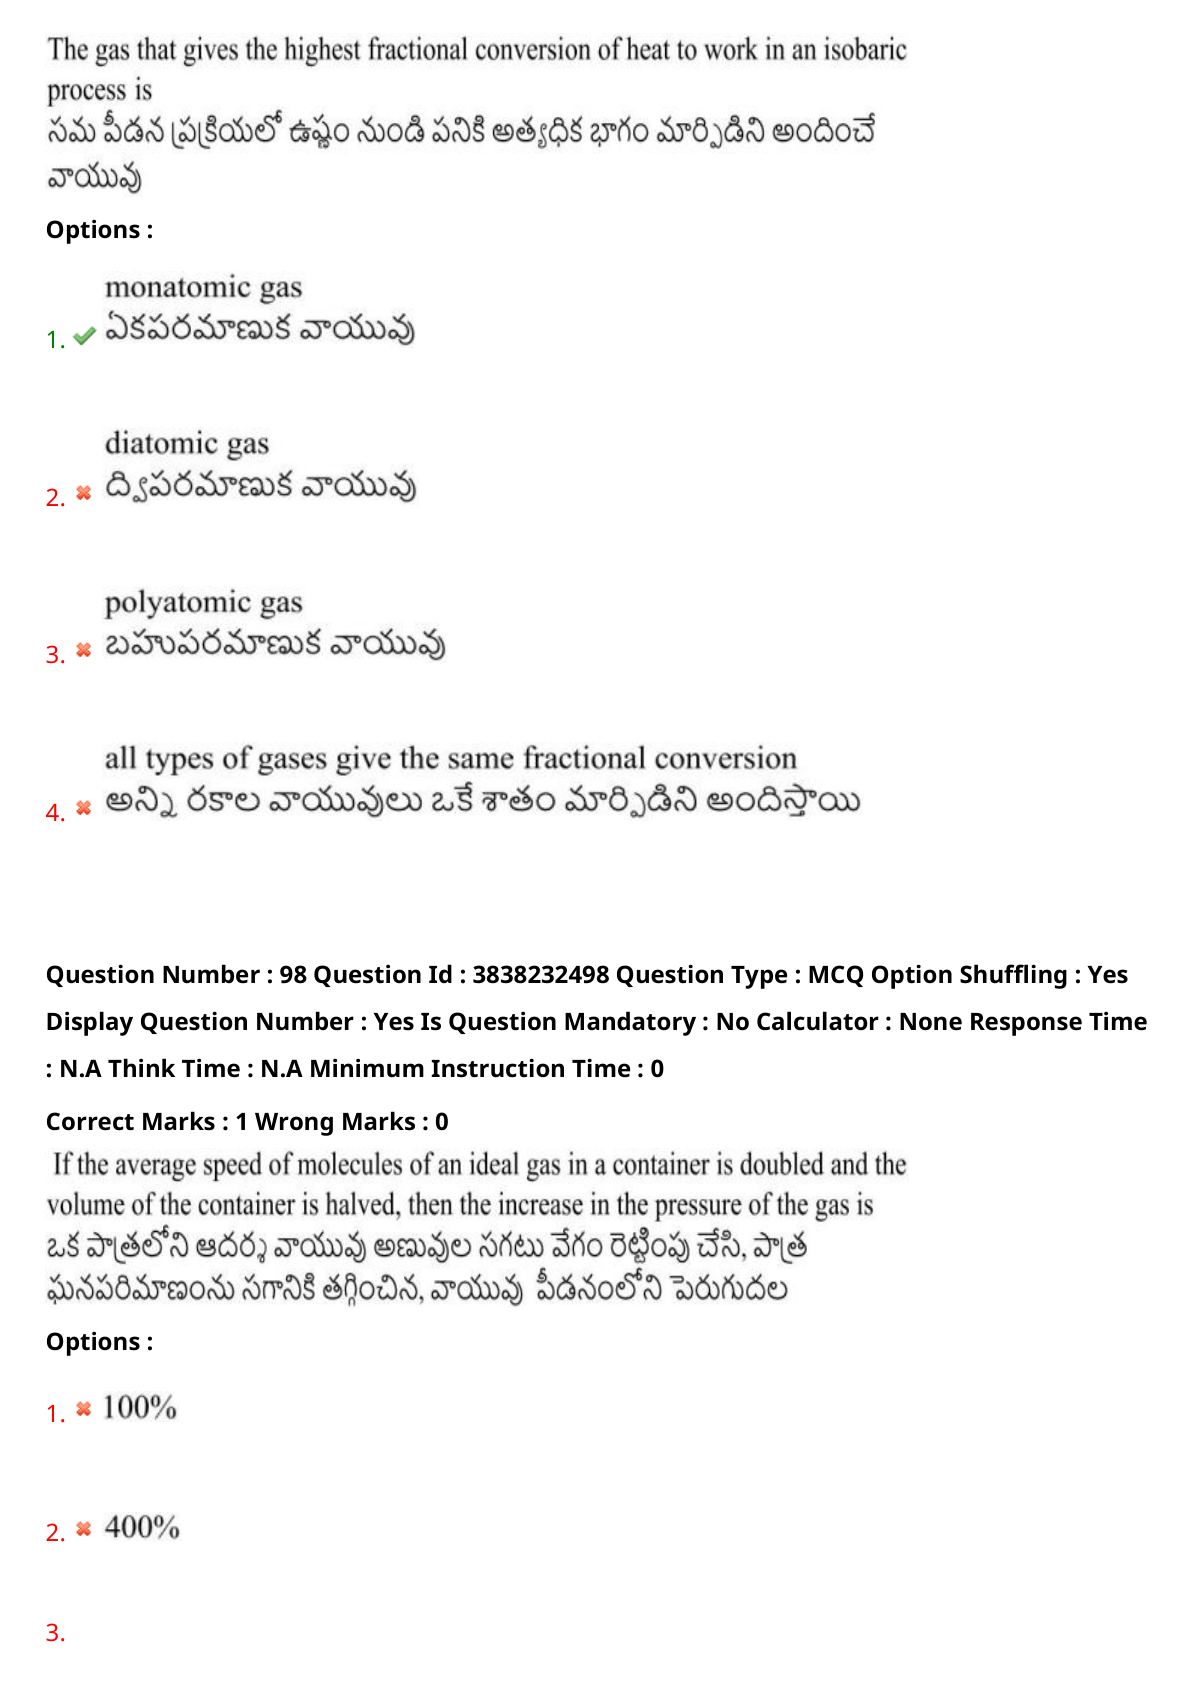 The gas that gives the highest fractional conversion of heat to work in an isobaric
process is
సమ పీడన ప్రక్రియలో ఉష్ణం నుండి పనికి అత్యధిక భాగం మార్పిడిని అందించే
వాయువు
Options :
monatomic gas
1. ఏకపరమాణుక వాయువు
diatomic gas
2. ద్విపరమాణుక వాయువు
polyatomic gas
3. బహుపరమాణుక వాయువు
all types of gases give the same fractional conversion
4. అన్ని రకాల వాయువులు ఒకే శాతం మార్పిడిని అందిస్తాయి
Question Number : 98 Question Id : 3838232498 Question Type : MCQ Option Shuffling : Yes
Display Question Number : Yes Is Question Mandatory : No Calculator : None Response Time
: N.A Think Time : N.A Minimum Instruction Time : 0
Correct Marks : 1 Wrong Marks : 0
If the average speed of molecules of an ideal gas in a container is doubled and the
volume of the container is halved, then the increase in the pressure of the gas is
ఒక పాత్రలోని ఆదర్శ వాయువు అణువుల సగటు వేగం రెట్టింపు చేసి, పాత్ర
ఘనపరిమాణంను సగానికి తగ్గించిన, వాయువు పీడనంలోని పెరుగుదల
Options :
1. 100%
2. 400%
3.